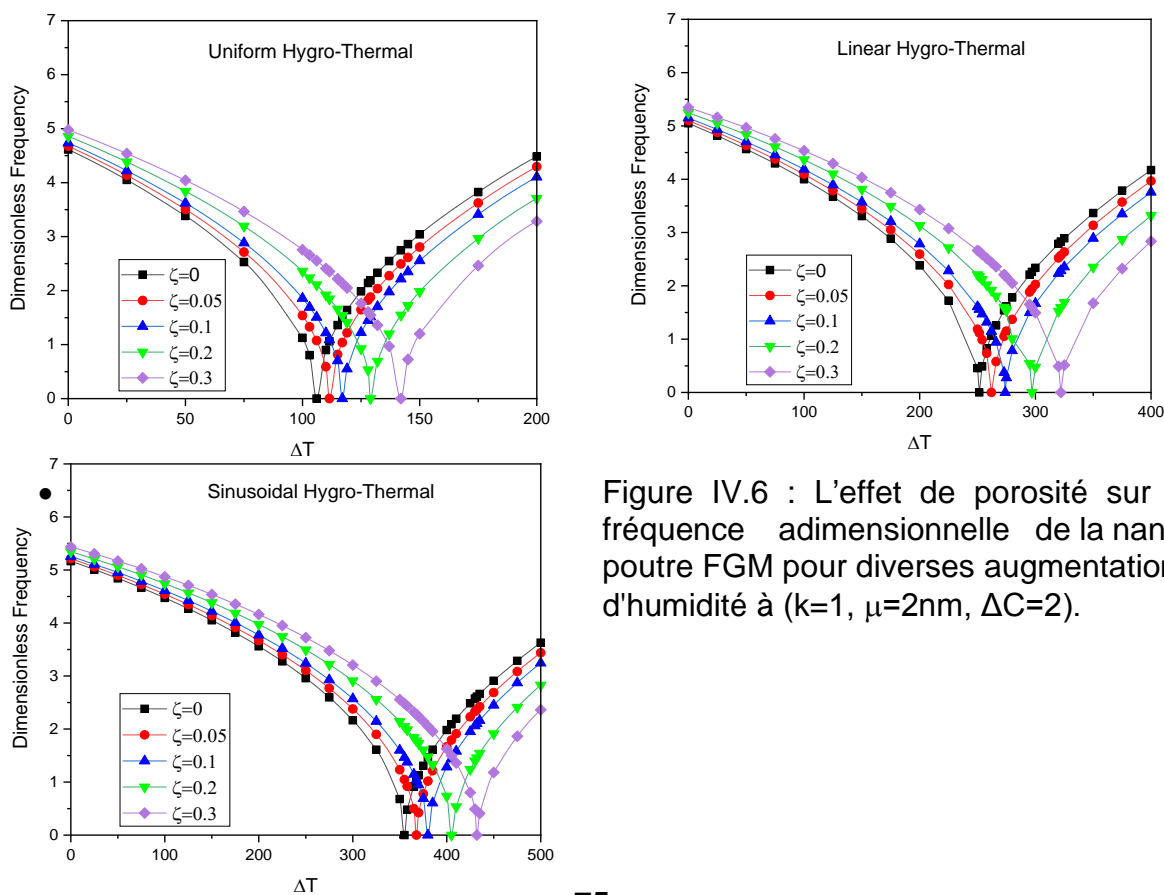 Uniform Hygro-Thermal
Dimensionless Frequency
7
6
5
4
3
2
1
0
ζ=0
ζ=0.05
ζ=0.1
ζ=0.2
ζ=0.3
0 50 100 150 200
ΔT
Linear Hygro-Thermal
Dimensionless Frequency
7
6
5
4
3
2
1
0
ζ=0
ζ=0.05
ζ=0.1
ζ=0.2
ζ=0.3
0 100 200 300 400
ΔT
Sinusoidal Hygro-Thermal
Dimensionless Frequency
7
6
5
4
3
2
1
0
ζ=0
ζ=0.05
ζ=0.1
ζ=0.2
ζ=0.3
0 100 200 300 400 500
ΔT
Figure IV.6 : L'effet de porosité sur
fréquence adimensionnelle de la nan
poutre FGM pour diverses augmentation
d'humidité à (k=1, μ=2nm, ΔC=2).